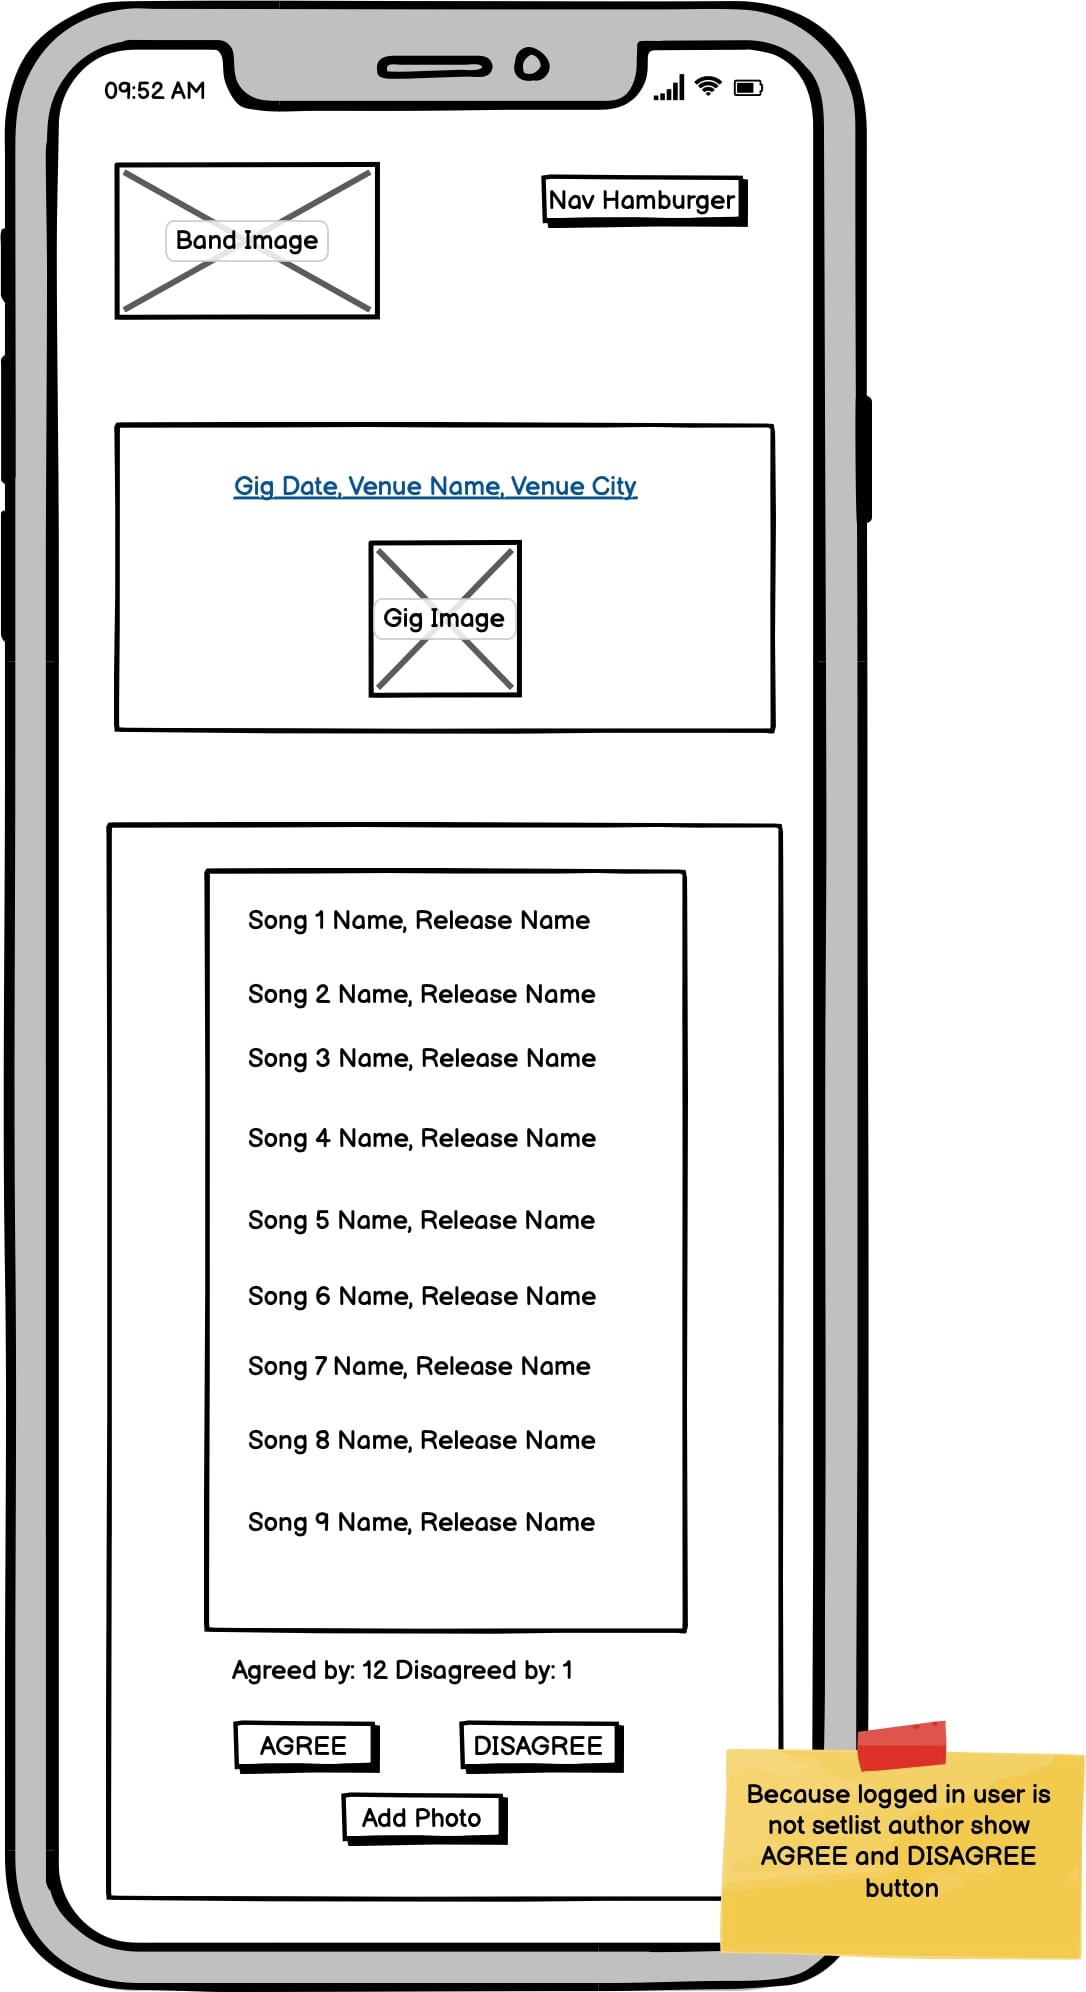 09:52 AM
Band Image
Nav Hamburger
Gig Date, Venue Name, Venue City
Gig Image
Song 1 Name, Release Name
Song 2 Name, Release Name
Song 3 Name, Release Name
Song 4 Name, Release Name
Song 5 Name, Release Name
Song 6 Name, Release Name
Song 7 Name, Release Name
Song 8 Name, Release Name
Song 9 Name, Release Name
Agreed by: 12 Disagreed by: 1
AGREE
DISAGREE
Add Photo
Because logged in user is
not setlist author show
AGREE and DISAGREE
button